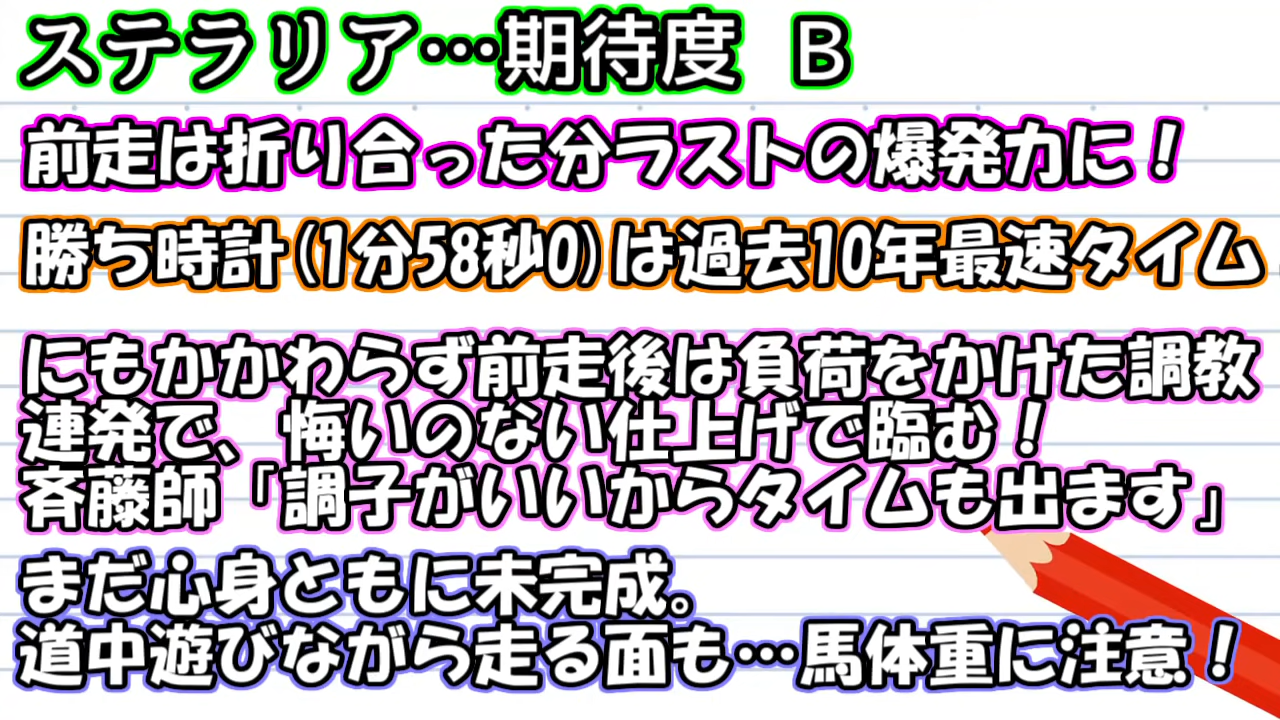 ステラリア…期待度 B
前走は折り合った分ラストの爆発力に！
勝ち時計(1分58秒0)は過去10年最速タイム
にもかかわらず前走後は負荷をかけた調教
連発で、悔いのない仕上げで臨む！
斉藤師「調子がいいからタイムも出ます」
まだ心身ともに未完成。
道中遊びながら走る面も…馬体重に注意！